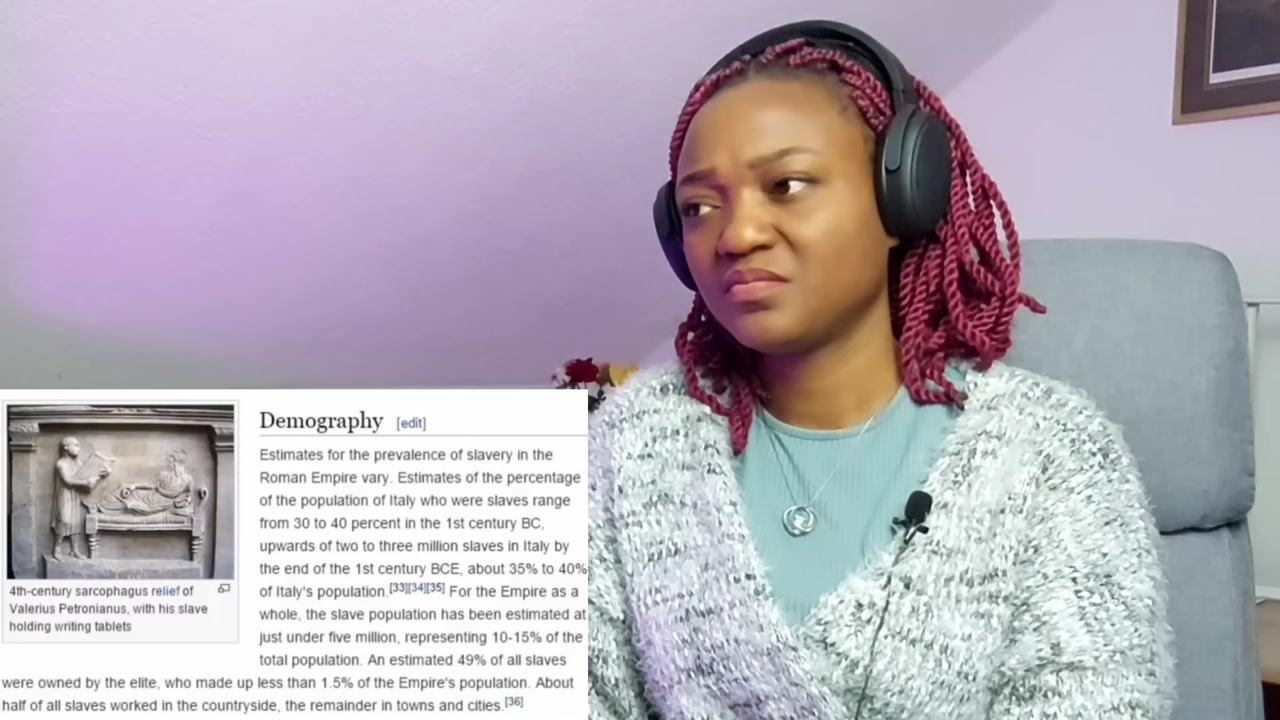 Demography [edit]
Estimates for the prevalence of slavery in the
Roman Empire vary. Estimates of the percentage
of the population of Italy who were slaves range
from 30 to 40 percent in the 1st century BC,
upwards of two to three million slaves in Italy by
the end of the 1st century BCE, about 35% to 40%
of Italy's population.[33][34][35] For the Empire as a
whole, the slave population has been estimated at
just under five million, representing 10-15% of the
total population. An estimated 49% of all slaves
were owned by the elite, who made up less than 1.5% of the Empire's population. About
half of all slaves worked in the countryside, the remainder in towns and cities.[36]
4th-century sarcophagus relief of
Valerius Petronianus, with his slave
holding writing tablets